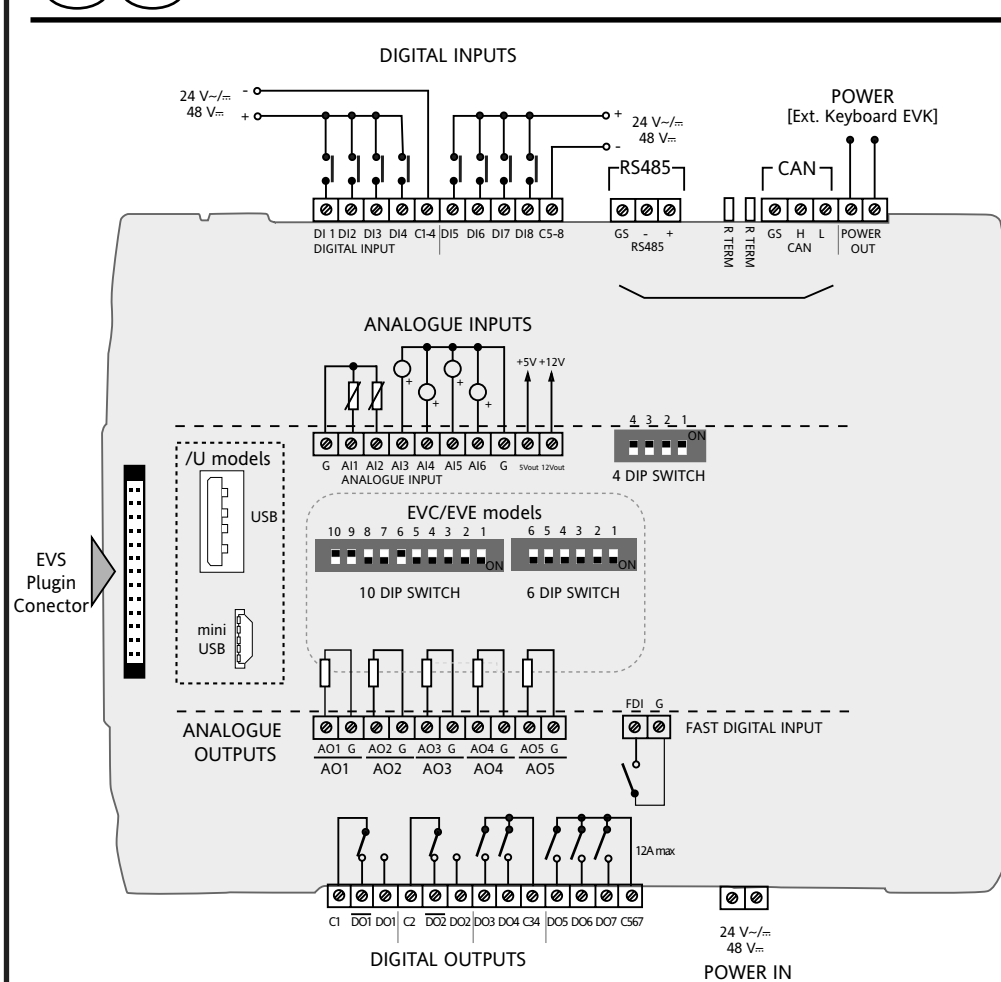 DIGITAL INPUTS
24 V~/⎓ -
48 V⎓ +
+ 24 V~/⎓
- 48 V⎓
POWER
[Ext. Keyboard EVK]
RS485
CAN
DI 1 DI2 DI3 DI4 C1-4 DI5 DI6 DI7 DI8 C5-8
DIGITAL INPUT
GS - +
RS485
R TERM
R TERM
GS H L
CAN
POWER
OUT
ANALOGUE INPUTS
+5V +12V
+ + + +
G AI1 AI2 AI3 AI4 AI5 AI6 G 5Vout 12Vout
ANALOGUE INPUT
4 3 2 1
ON
4 DIP SWITCH
/U models
USB
mini
USB
EVS
Plugin
Conector
EVC/EVE models
10 9 8 7 6 5 4 3 2 1
ON
10 DIP SWITCH
6 5 4 3 2 1
ON
6 DIP SWITCH
ANALOGUE
OUTPUTS
AO1 G AO2 G AO3 G AO4 G AO5 G
AO1 AO2 AO3 AO4 AO5
FDI G
FAST DIGITAL INPUT
12A max
C1 DO1 DO1 C2 DO2 DO2 DO3 DO4 C34 DO5 DO6 DO7 C567
DIGITAL OUTPUTS
24 V~/⎓
48 V⎓
POWER IN